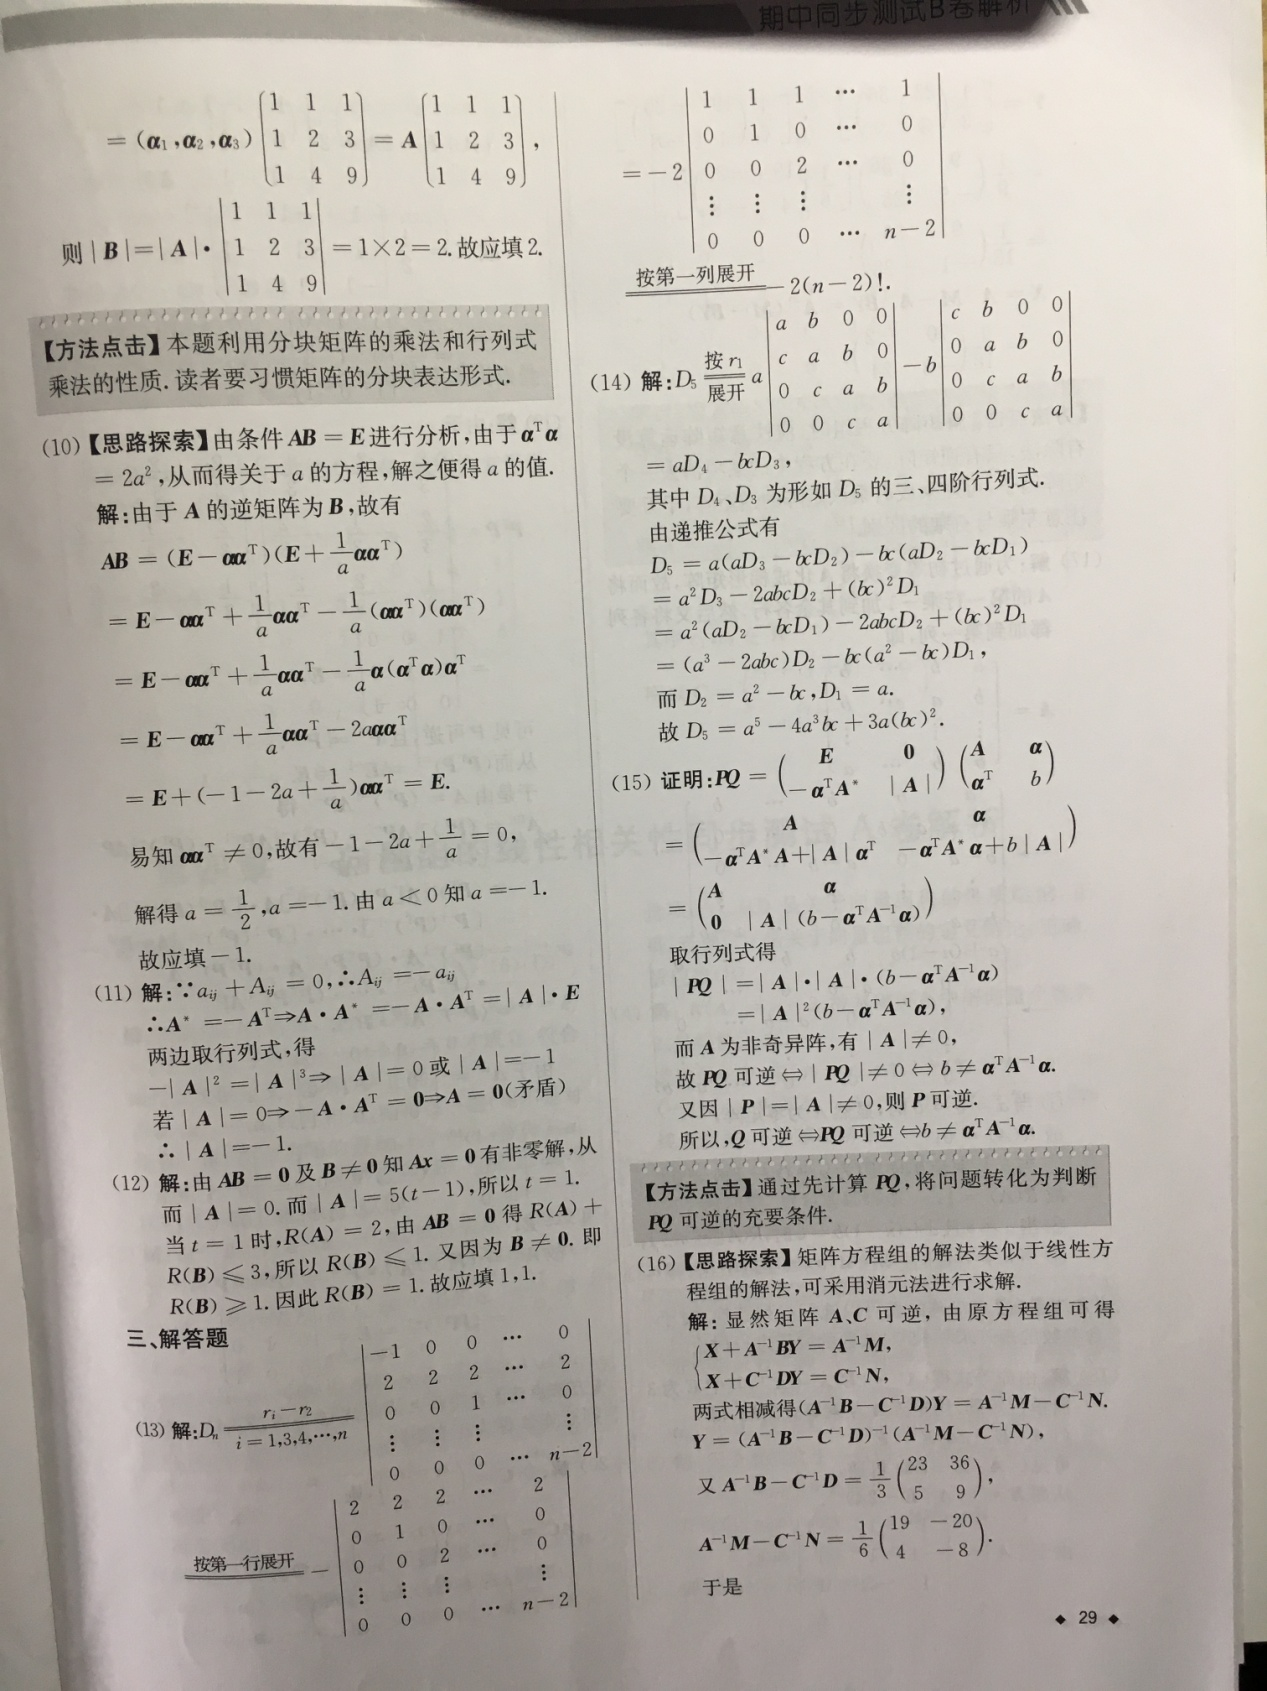 期中同步测试B卷解析
=(α₁,α₂,α₃)
1 1 1
1 2 3
1 4 9
=A
1 1 1
1 2 3
1 4 9
,
则|B|=|A|·
1 1 1
1 2 3
1 4 9
=1×2=2.故应填2.
【方法点击】本题利用分块矩阵的乘法和行列式
乘法的性质.读者要习惯矩阵的分块表达形式.
(10)【思路探索】由条件AB=E进行分析,由于αᵀα
=2a²,从而得关于a的方程,解之便得a的值.
解:由于A的逆矩阵为B,故有
AB=(E-ααᵀ)(E+1/a ααᵀ)
=E-ααᵀ+1/a ααᵀ-1/a(ααᵀ)(ααᵀ)
=E-ααᵀ+1/a ααᵀ-1/a α(αᵀα)αᵀ
=E-ααᵀ+1/a ααᵀ-2aααᵀ
=E+(-1-2a+1/a)ααᵀ=E.
易知ααᵀ≠0,故有-1-2a+1/a=0,
解得a=1/2,a=-1.由a<0知a=-1.
故应填-1.
(11)解:∵aᵢⱼ+Aᵢⱼ=0,∴Aᵢⱼ=-aᵢⱼ
∴A*=-Aᵀ⇒A·A*=-A·Aᵀ=|A|·E
两边取行列式,得
-|A|²=|A|³⇒|A|=0或|A|=-1
若|A|=0⇒-A·Aᵀ=0⇒A=0(矛盾)
∴|A|=-1.
(12)解:由AB=0及B≠0知Ax=0有非零解,从
而|A|=0.而|A|=5(t-1),所以t=1.
当t=1时,R(A)=2,由AB=0得R(A)+
R(B)≤3,所以R(B)≤1.又因为B≠0.即
R(B)≥1.因此R(B)=1.故应填1,1.
三、解答题
(13)解:Dₙ
rᵢ-r₂
i=1,3,4,⋯,n
-1 0 0 ⋯ 0
2 2 2 ⋯ 2
0 0 1 ⋯ 0
⋮ ⋮ ⋮ ⋮
0 0 0 ⋯ n-2
按第一行展开 -
2 2 2 ⋯ 2
0 1 0 ⋯ 0
0 0 2 ⋯ 0
⋮ ⋮ ⋮ ⋮
0 0 0 ⋯ n-2
=-2
1 1 1 ⋯ 1
0 1 0 ⋯ 0
0 0 2 ⋯ 0
⋮ ⋮ ⋮ ⋮
0 0 0 ⋯ n-2
按第一列展开 -2(n-2)!.
(14)解:D₅
按r₁
展开
a
a b 0 0
c a b 0
0 c a b
0 0 c a
-b
c b 0 0
0 a b 0
0 c a b
0 0 c a
=aD₄-bcD₃,
其中D₄、D₃为形如D₅的三、四阶行列式.
由递推公式有
D₅=a(aD₃-bcD₂)-bc(aD₂-bcD₁)
=a²D₃-2abcD₂+(bc)²D₁
=a²(aD₂-bcD₁)-2abcD₂+(bc)²D₁
=(a³-2abc)D₂-bc(a²-bc)D₁,
而D₂=a²-bc,D₁=a.
故D₅=a⁵-4a³bc+3a(bc)².
(15)证明:PQ=
E 0
-αᵀA* |A|
A α
αᵀ b
=
A α
-αᵀA*A+|A|αᵀ -αᵀA*α+b|A|
=
A α
0 |A|(b-αᵀA⁻¹α)
取行列式得
|PQ|=|A|·|A|·(b-αᵀA⁻¹α)
=|A|²(b-αᵀA⁻¹α),
而A为非奇异阵,有|A|≠0,
故PQ可逆⇔|PQ|≠0⇔b≠αᵀA⁻¹α.
又因|P|=|A|≠0,则P可逆.
所以,Q可逆⇔PQ可逆⇔b≠αᵀA⁻¹α.
【方法点击】通过先计算PQ,将问题转化为判断
PQ可逆的充要条件.
(16)【思路探索】矩阵方程组的解法类似于线性方
程组的解法,可采用消元法进行求解.
解:显然矩阵A、C可逆,由原方程组可得
X+A⁻¹BY=A⁻¹M,
X+C⁻¹DY=C⁻¹N,
两式相减得(A⁻¹B-C⁻¹D)Y=A⁻¹M-C⁻¹N.
Y=(A⁻¹B-C⁻¹D)⁻¹(A⁻¹M-C⁻¹N),
又A⁻¹B-C⁻¹D=1/3
23 36
5 9
,
A⁻¹M-C⁻¹N=1/6
19 -20
4 -8
.
于是
◆ 29 ◆